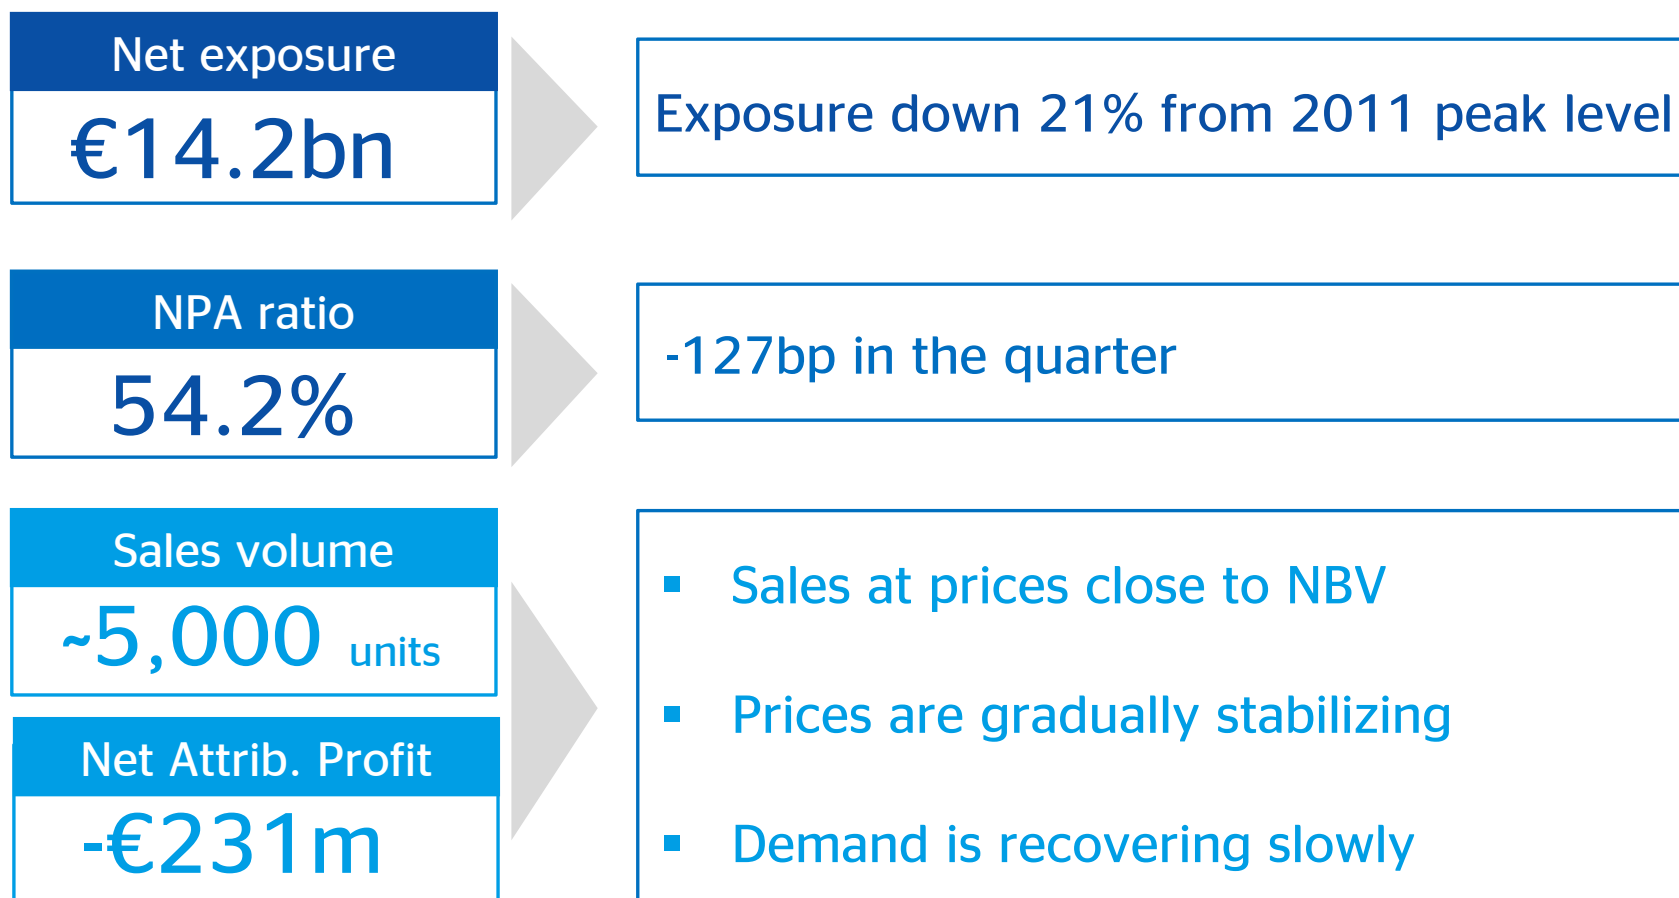 Net exposure
€14.2bn
Exposure down 21% from 2011 peak level
NPA ratio
54.2%
-127bp in the quarter
Sales volume
~5,000 units
Net Attrib. Profit
-€231m
▪ Sales at prices close to NBV
▪ Prices are gradually stabilizing
▪ Demand is recovering slowly